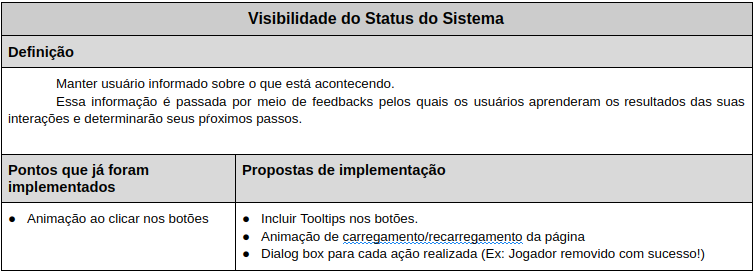 Visibilidade do Status do Sistema
Definição
Manter usuário informado sobre o que está acontecendo.
Essa informação é passada por meio de feedbacks pelos quais os usuários aprenderam os resultados das suas
interações e determinarão seus pŕoximos passos.
Pontos que já foram
implementados
Propostas de implementação
● Animação ao clicar nos botões
● Incluir Tooltips nos botões.
● Animação de carregamento/recarregamento da página
● Dialog box para cada ação realizada (Ex: Jogador removido com sucesso!)